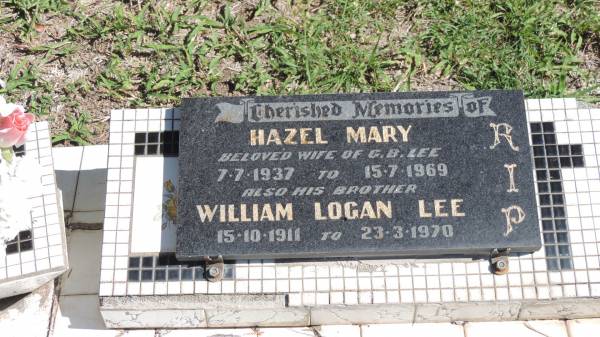 Cherished Memories OF
HAZEL MARY
BELOVED WIFE OF G.B. LEE
7-7-1937 TO 15-7-1969
ALSO HIS BROTHER
WILLIAM LOGAN LEE
15-10-1911 TO 23-3-1970
RIP